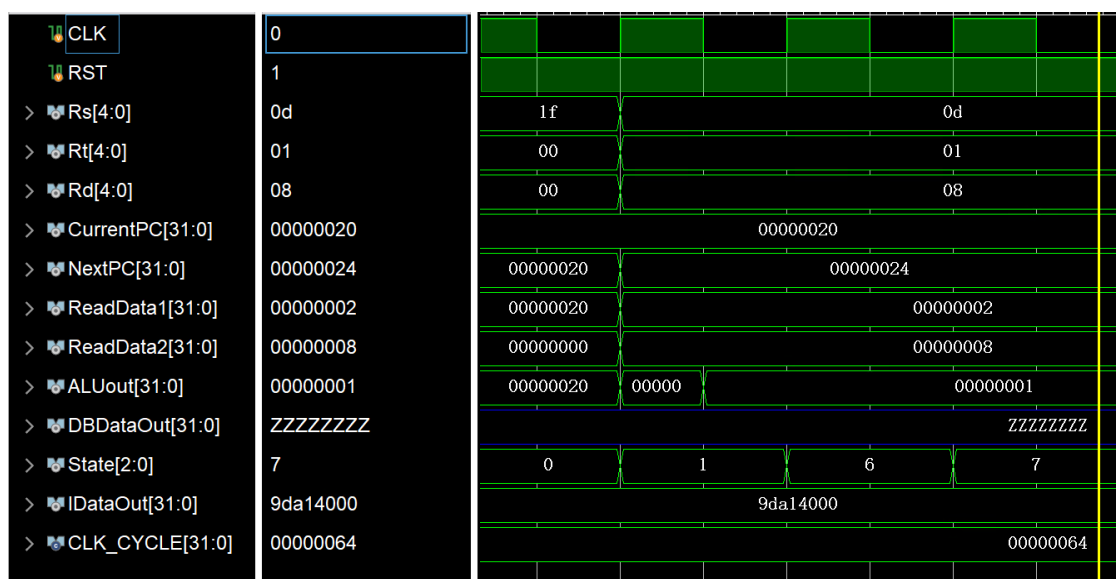 CLK 0
RST 1
Rs[4:0] 0d 1f 0d
Rt[4:0] 01 00 01
Rd[4:0] 08 00 08
CurrentPC[31:0] 00000020 00000020
NextPC[31:0] 00000024 00000020 00000024
ReadData1[31:0] 00000002 00000020 00000002
ReadData2[31:0] 00000008 00000000 00000008
ALUout[31:0] 00000001 00000020 00000 00000001
DBDataOut[31:0] ZZZZZZZZ ZZZZZZZZ
State[2:0] 7 0 1 6 7
IDataOut[31:0] 9da14000 9da14000
CLK_CYCLE[31:0] 00000064 00000064